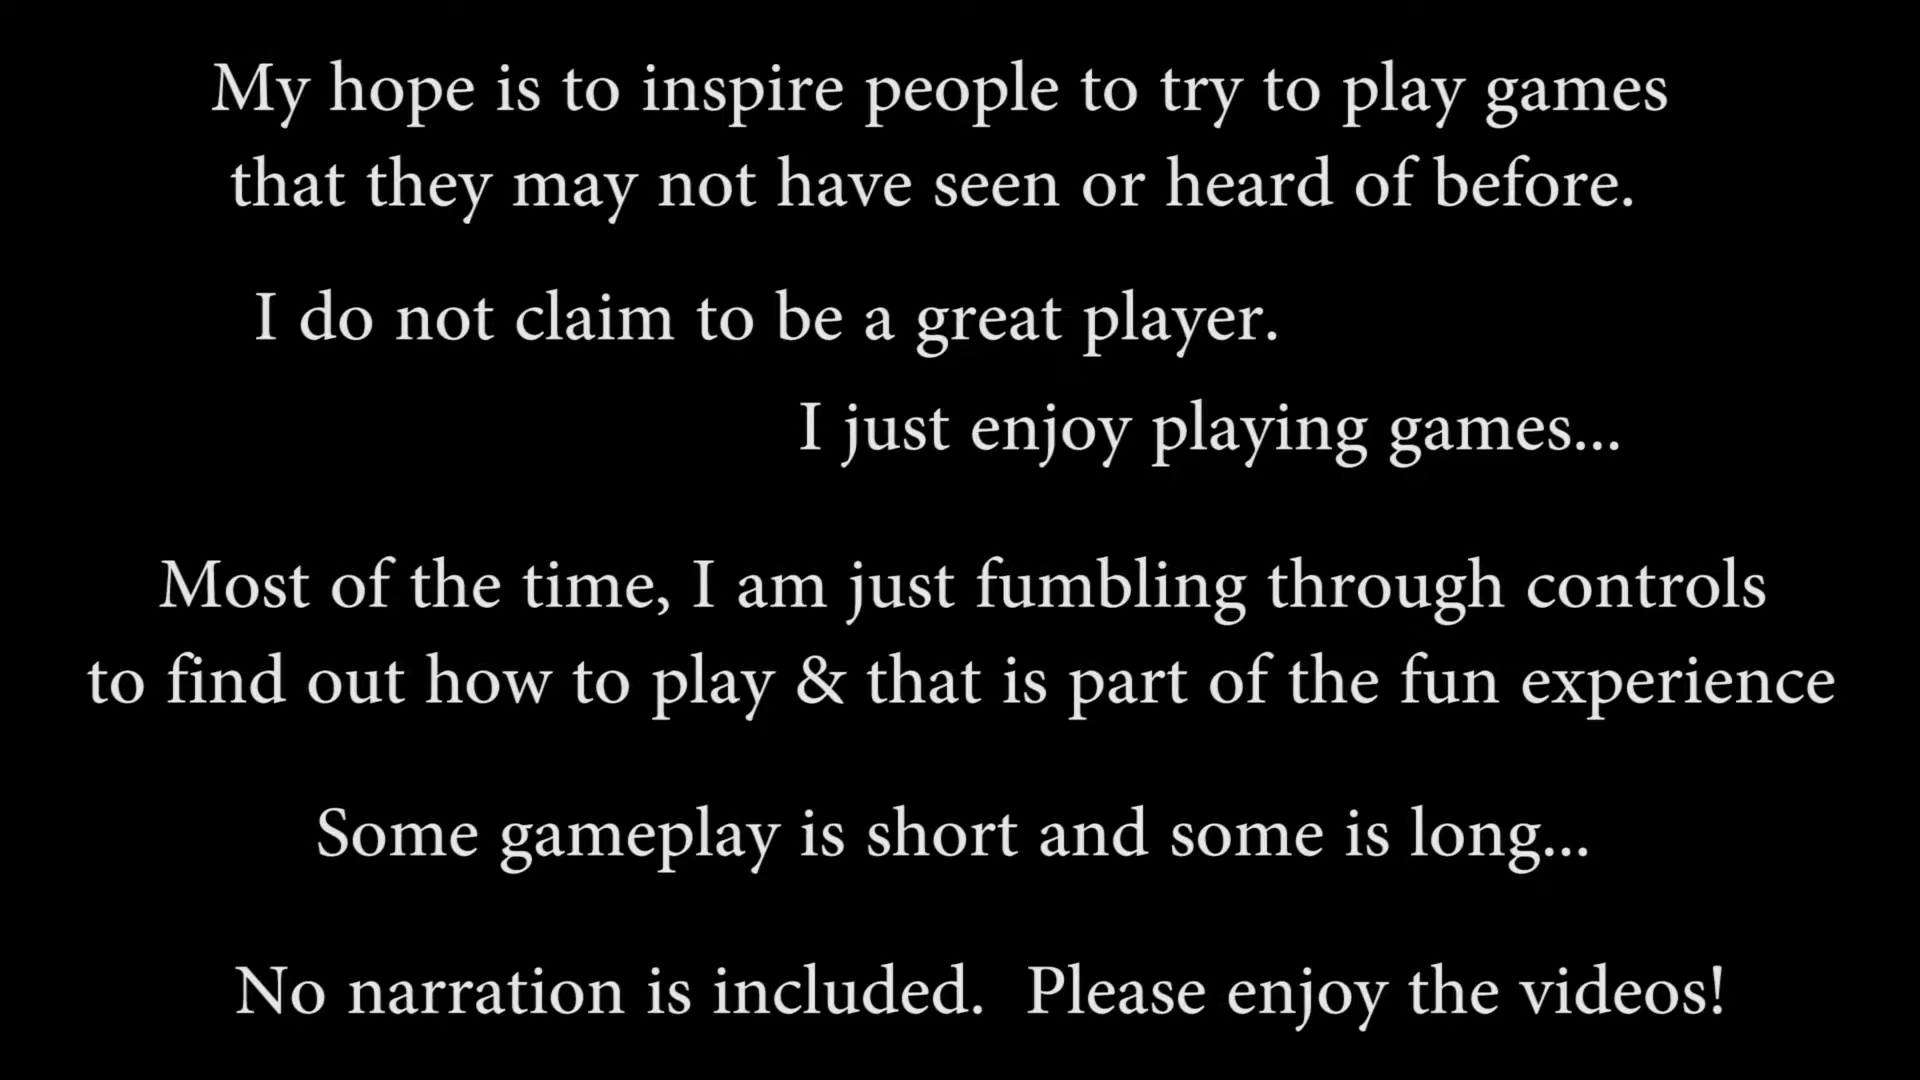 My hope is to inspire people to try to play games
that they may not have seen or heard of before.
I do not claim to be a great player.
I just enjoy playing games...
Most of the time, I am just fumbling through controls
to find out how to play & that is part of the fun experience
Some gameplay is short and some is long...
No narration is included.  Please enjoy the videos!